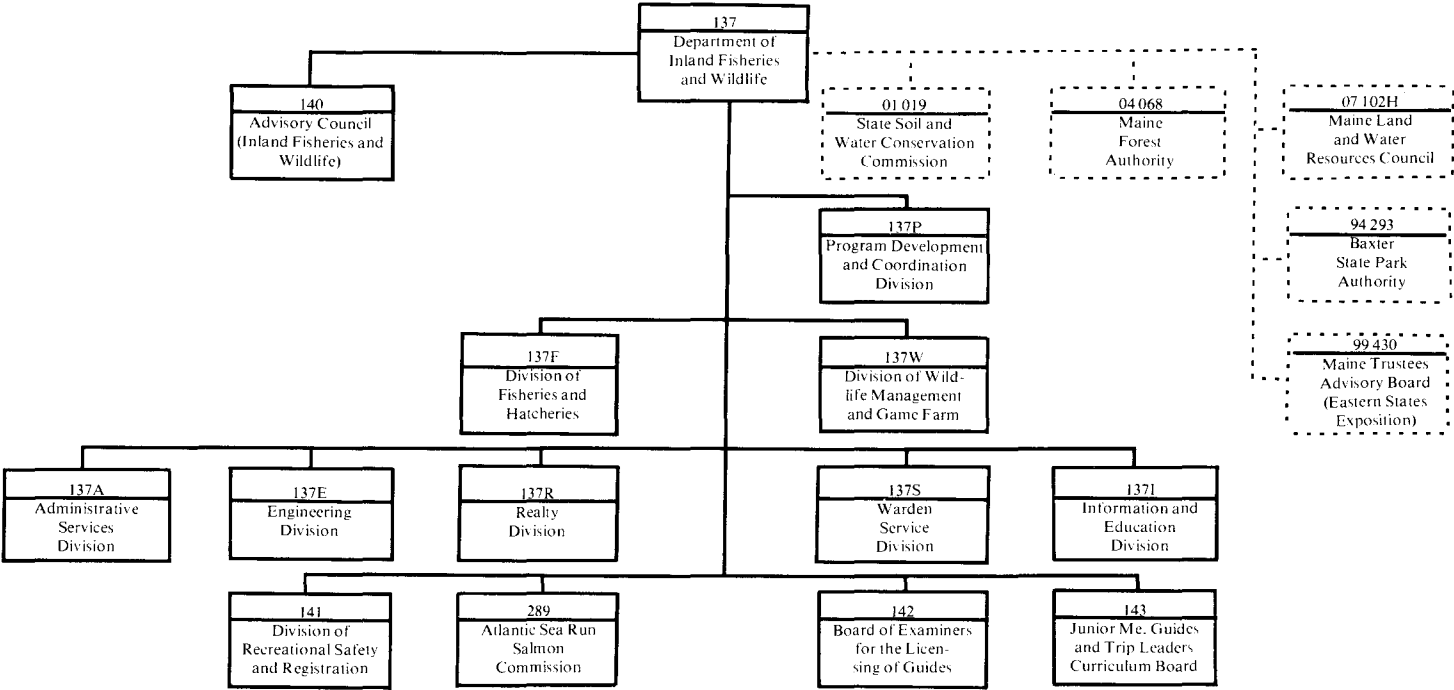 137
Department of
Inland Fisheries
and Wildlife
140
Advisory Council
(Inland Fisheries and
Wildlife)
01 019
State Soil and
Water Conservation
Commission
04 068
Maine
Forest
Authority
07 102H
Maine Land
and Water
Resources Council
137P
Program Development
and Coordination
Division
94 293
Baxter
State Park
Authority
137F
Division of
Fisheries and
Hatcheries
137W
Division of Wild-
life Management
and Game Farm
99 430
Maine Trustees
Advisory Board
(Eastern States
Exposition)
137A
Administrative
Services
Division
137E
Engineering
Division
137R
Realty
Division
137S
Warden
Service
Division
137I
Information and
Education
Division
141
Division of
Recreational Safety
and Registration
289
Atlantic Sea Run
Salmon
Commission
142
Board of Examiners
for the Licen-
sing of Guides
143
Junior Me. Guides
and Trip Leaders
Curriculum Board